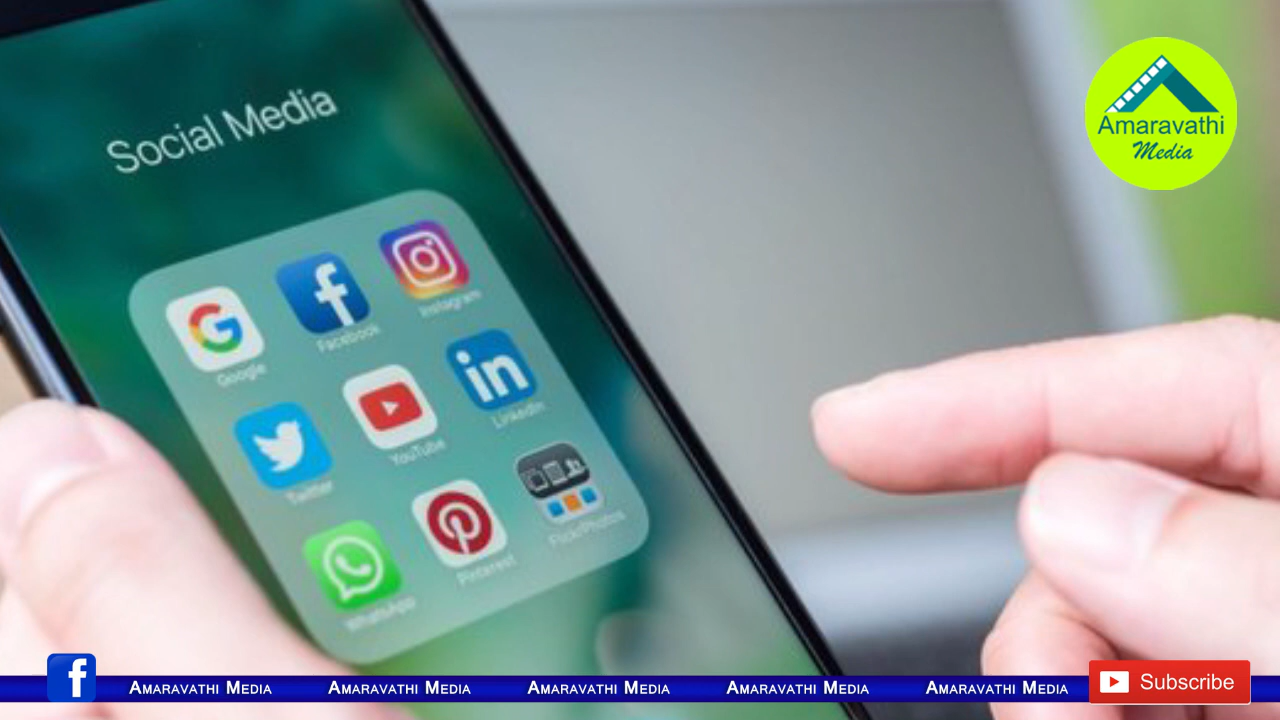 Social Media
Google
Facebook
Instagram
Twitter
YouTube
LinkedIn
WhatsApp
Pinterest
FlickrPhotos
Amaravathi
Media
Amaravathi Media Amaravathi Media Amaravathi Media Amaravathi Media Amaravathi Media
Subscribe